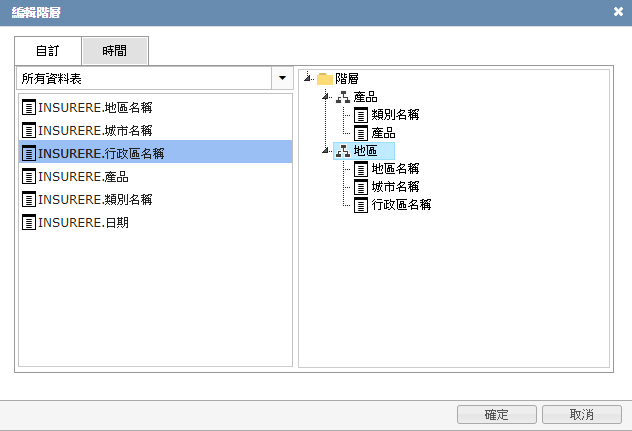 編輯階層
自訂
時間
所有資料表
INSURERE.地區名稱
INSURERE.城市名稱
INSURERE.行政區名稱
INSURERE.產品
INSURERE.類別名稱
INSURERE.日期
階層
產品
類別名稱
產品
地區
地區名稱
城市名稱
行政區名稱
確定
取消